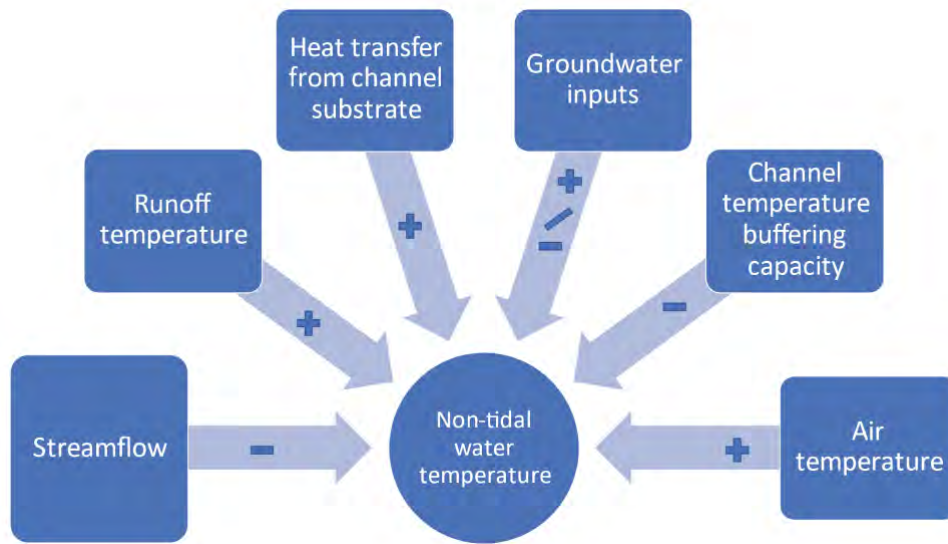 Heat transfer
from channel
substrate
Groundwater
inputs
Runoff
temperature
Channel
temperature
buffering
capacity
Streamflow
Non-tidal
water
temperature
Air
temperature
+
+
+
/
−
−
−
+